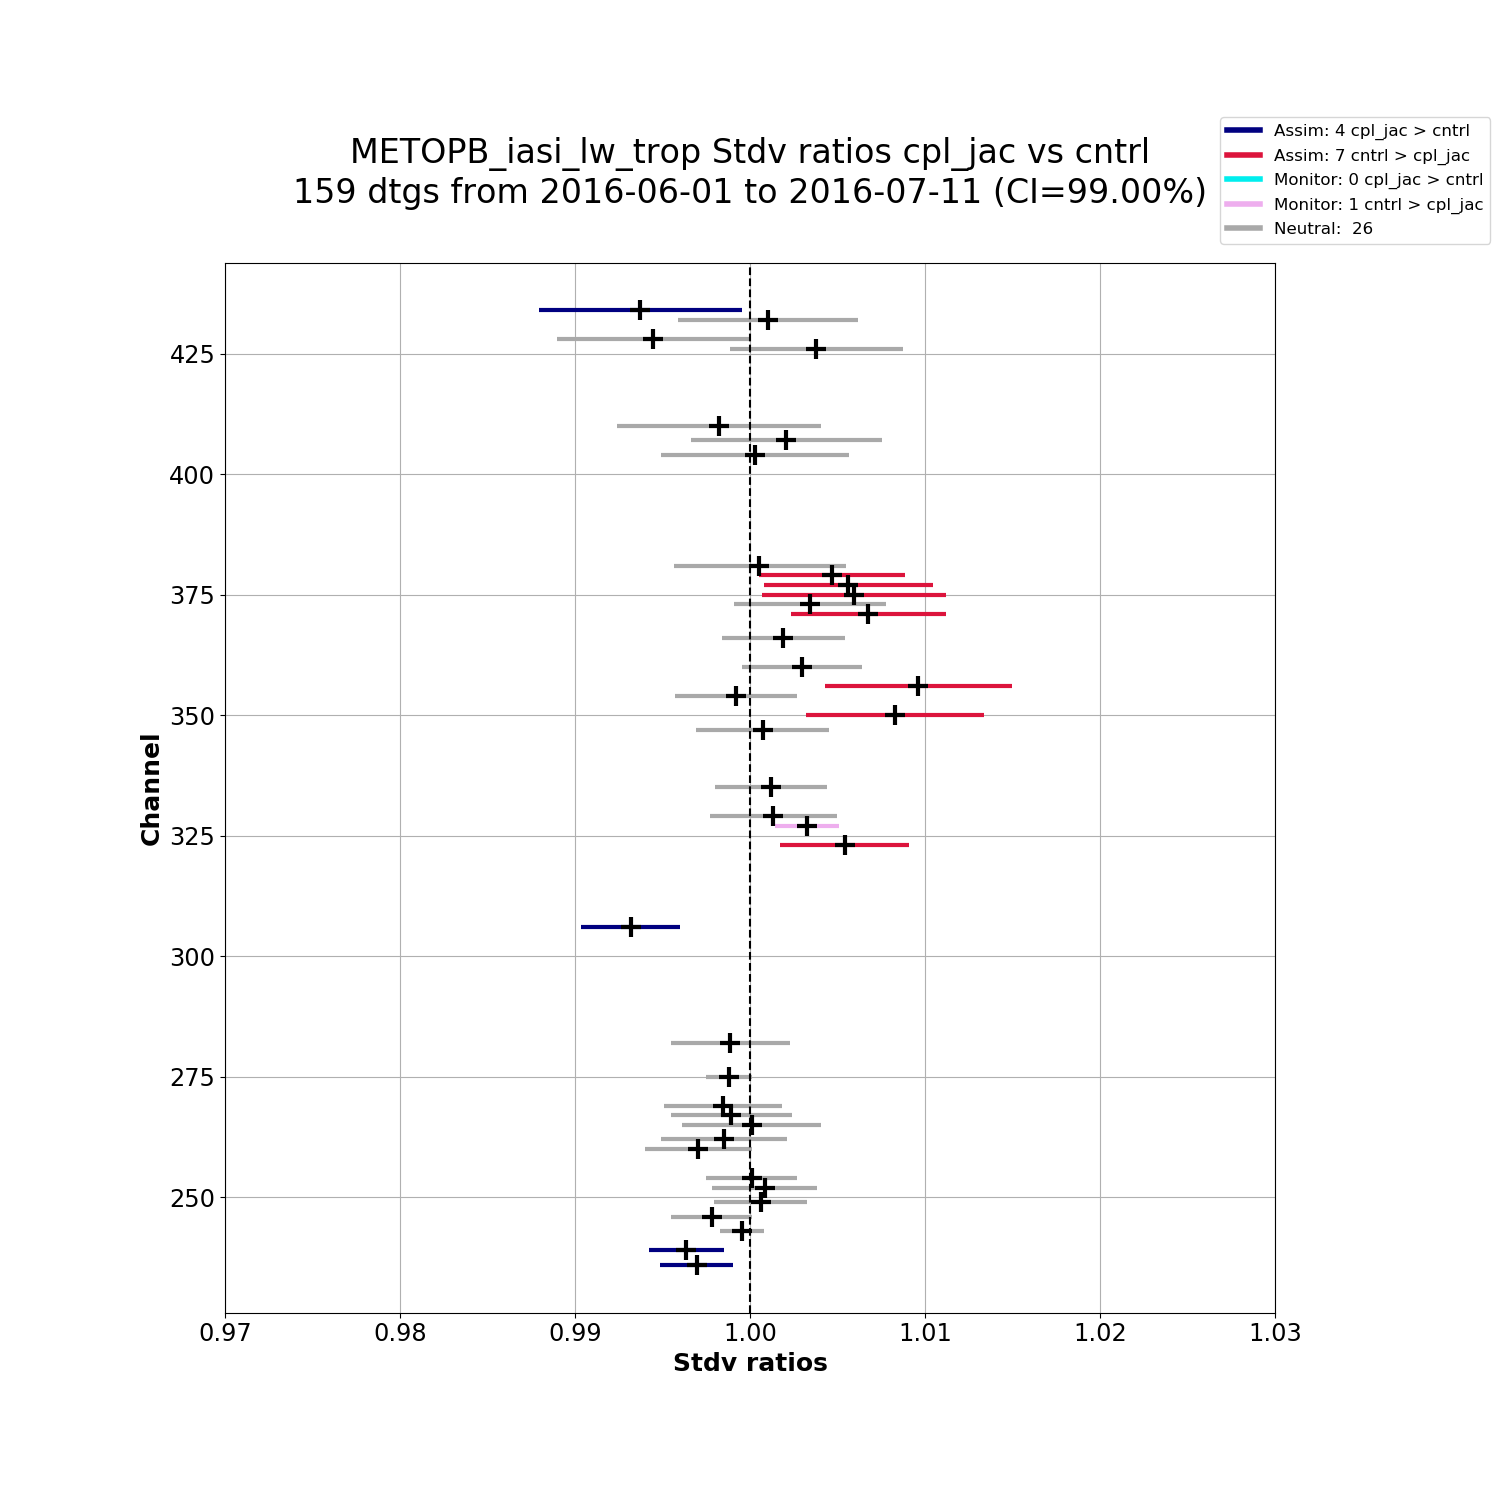 METOPB_iasi_lw_trop Stdv ratios cpl_jac vs cntrl
159 dtgs from 2016-06-01 to 2016-07-11 (CI=99.00%)
Assim: 4 cpl_jac > cntrl
Assim: 7 cntrl > cpl_jac
Monitor: 0 cpl_jac > cntrl
Monitor: 1 cntrl > cpl_jac
Neutral:  26
Channel
425
400
375
350
325
300
275
250
0.97 0.98 0.99 1.00 1.01 1.02 1.03
Stdv ratios